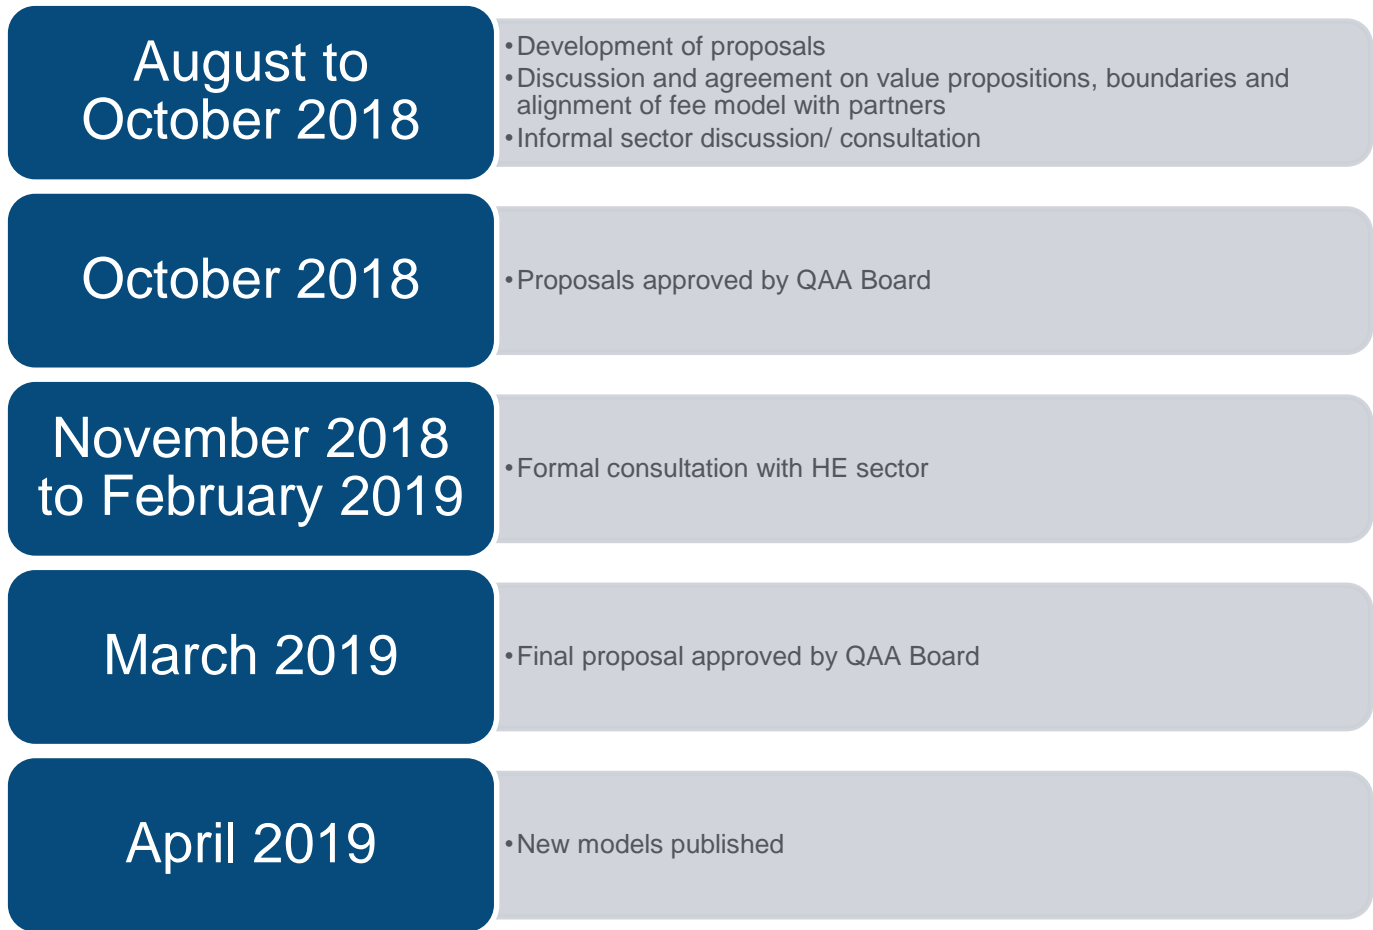 August to
October 2018
•Development of proposals
•Discussion and agreement on value propositions, boundaries and
alignment of fee model with partners
•Informal sector discussion/ consultation
October 2018
•Proposals approved by QAA Board
November 2018
to February 2019
•Formal consultation with HE sector
March 2019
•Final proposal approved by QAA Board
April 2019
•New models published